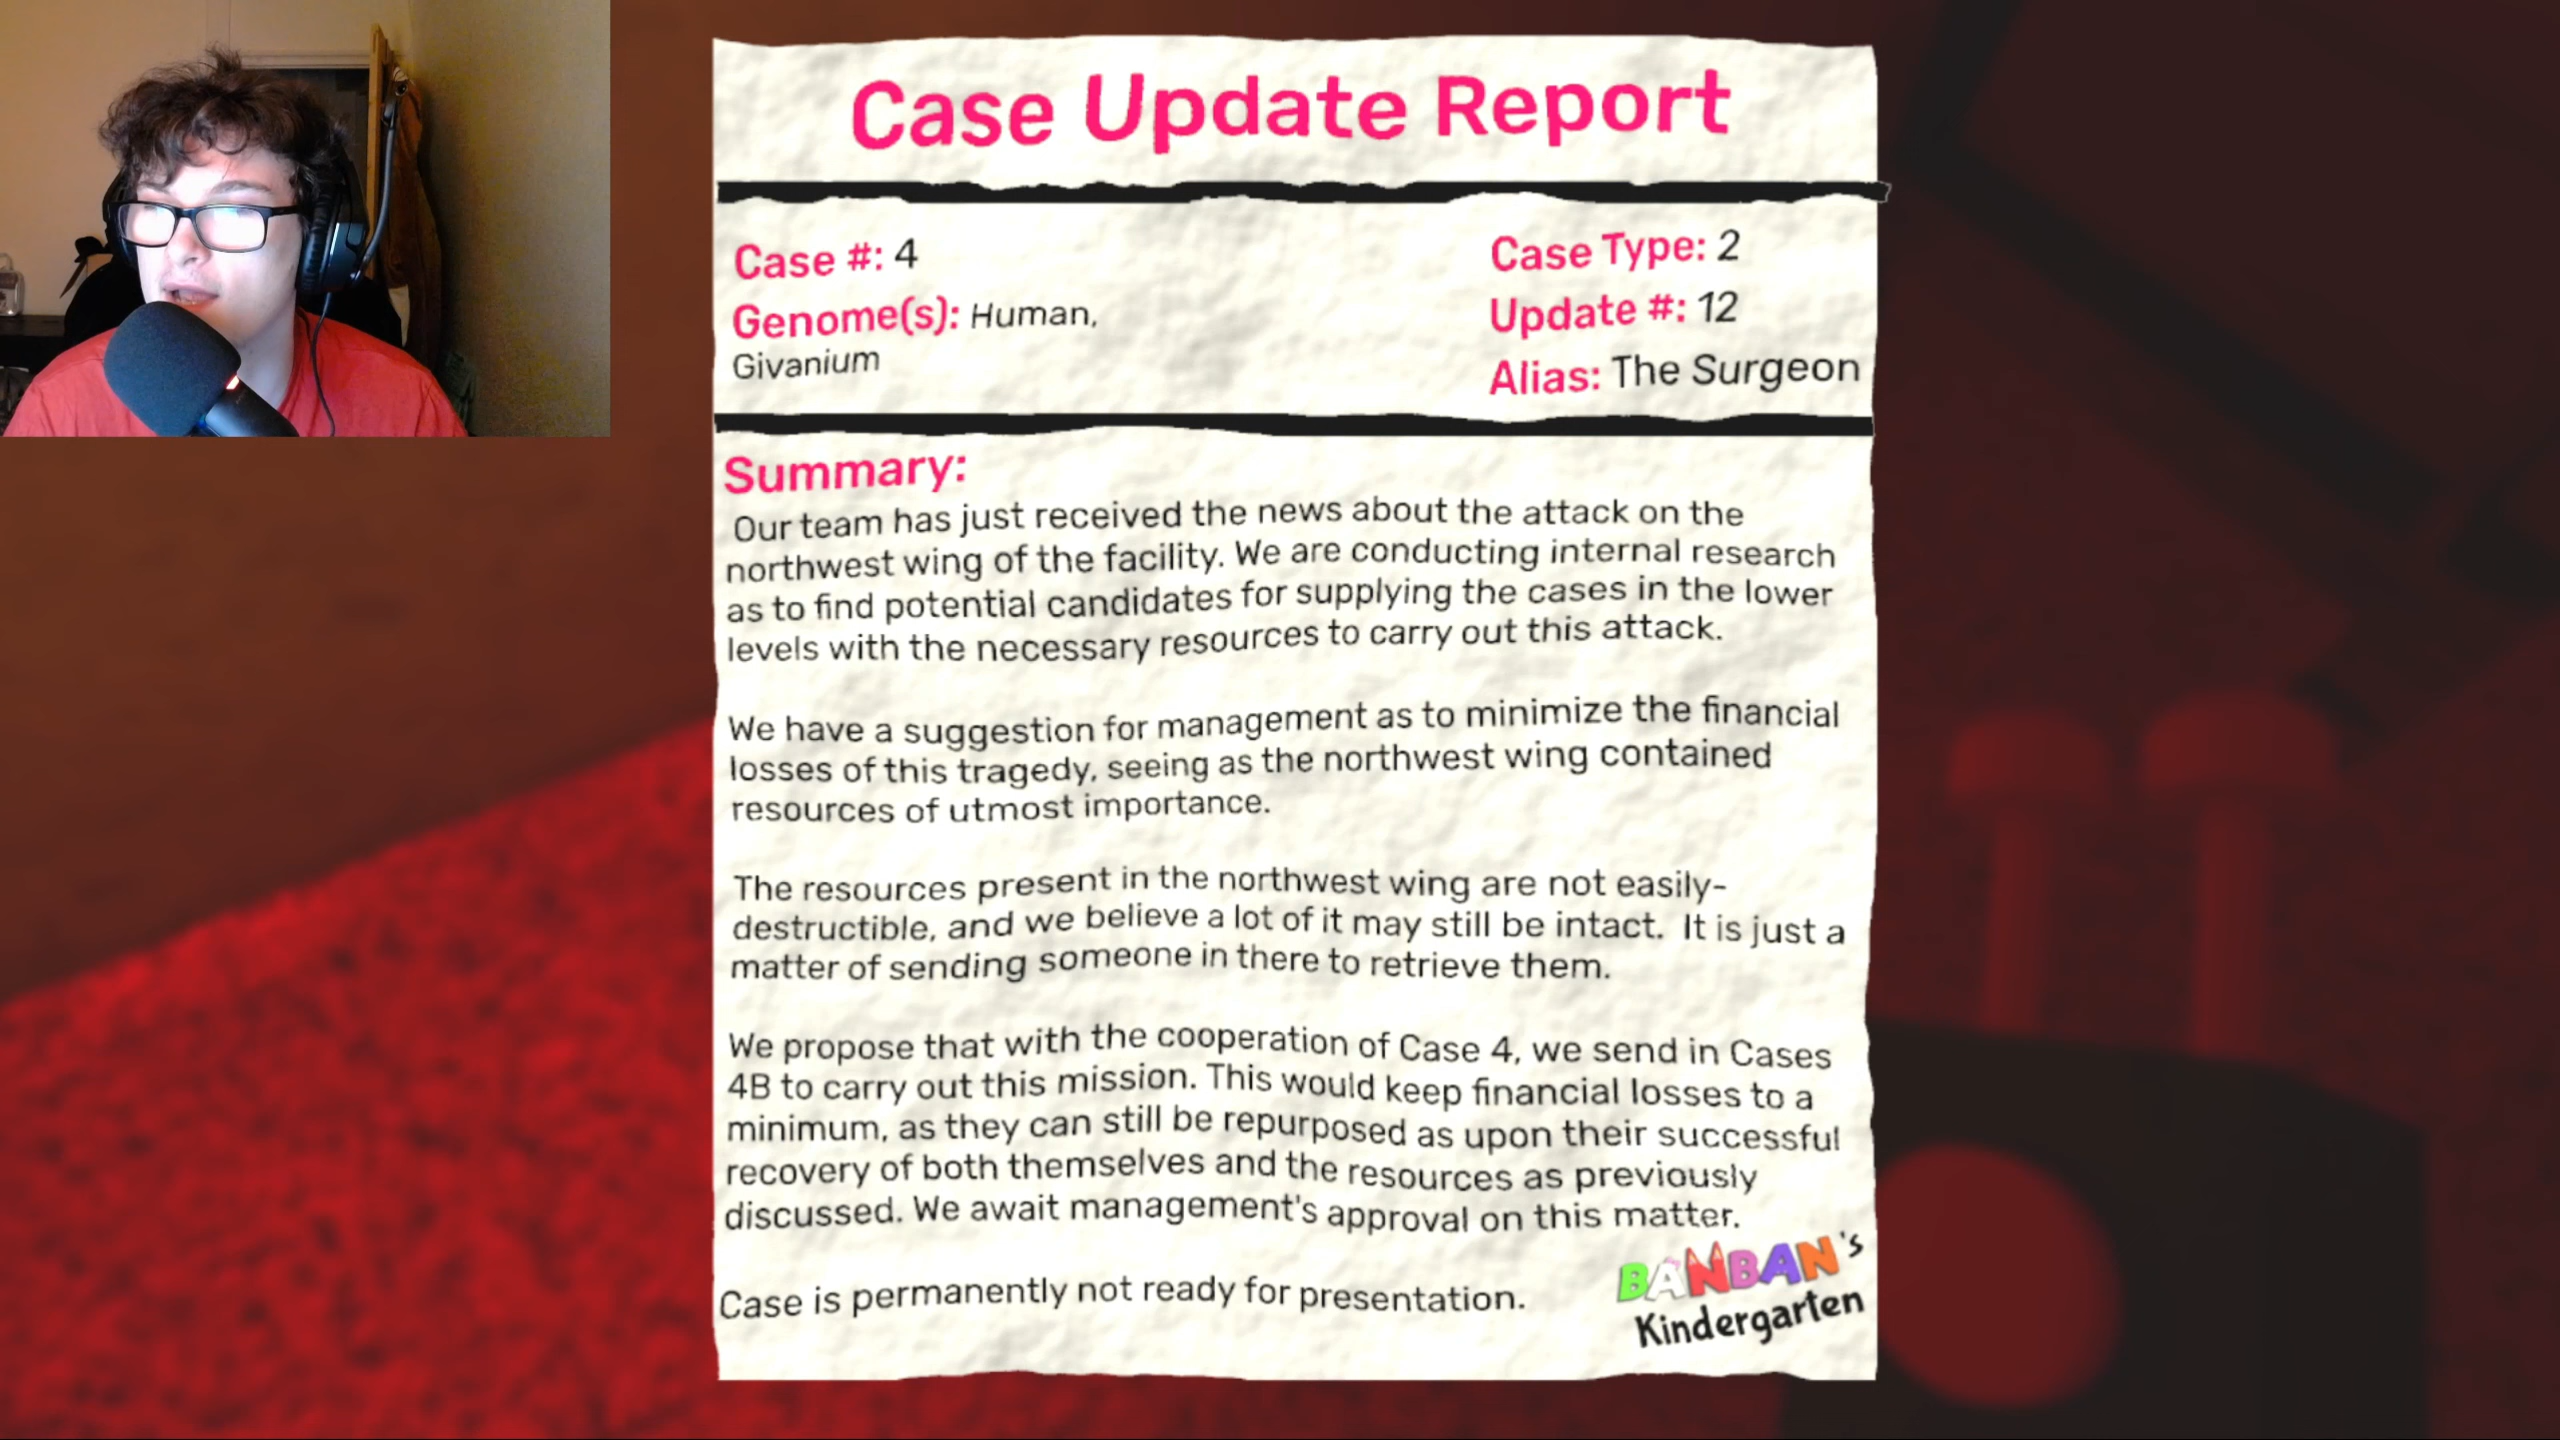 Case Update Report
Case #: 4
Genome(s): Human,
Givanium
Case Type: 2
Update #: 12
Alias: The Surgeon
Summary:
Our team has just received the news about the attack on the
northwest wing of the facility. We are conducting internal research
as to find potential candidates for supplying the cases in the lower
levels with the necessary resources to carry out this attack.
We have a suggestion for management as to minimize the financial
losses of this tragedy, seeing as the northwest wing contained
resources of utmost importance.
The resources present in the northwest wing are not easily-
destructible, and we believe a lot of it may still be intact. It is just a
matter of sending someone in there to retrieve them.
We propose that with the cooperation of Case 4, we send in Cases
4B to carry out this mission. This would keep financial losses to a
minimum, as they can still be repurposed as upon their successful
recovery of both themselves and the resources as previously
discussed. We await management's approval on this matter.
Case is permanently not ready for presentation.
BANBAN's
Kindergarten